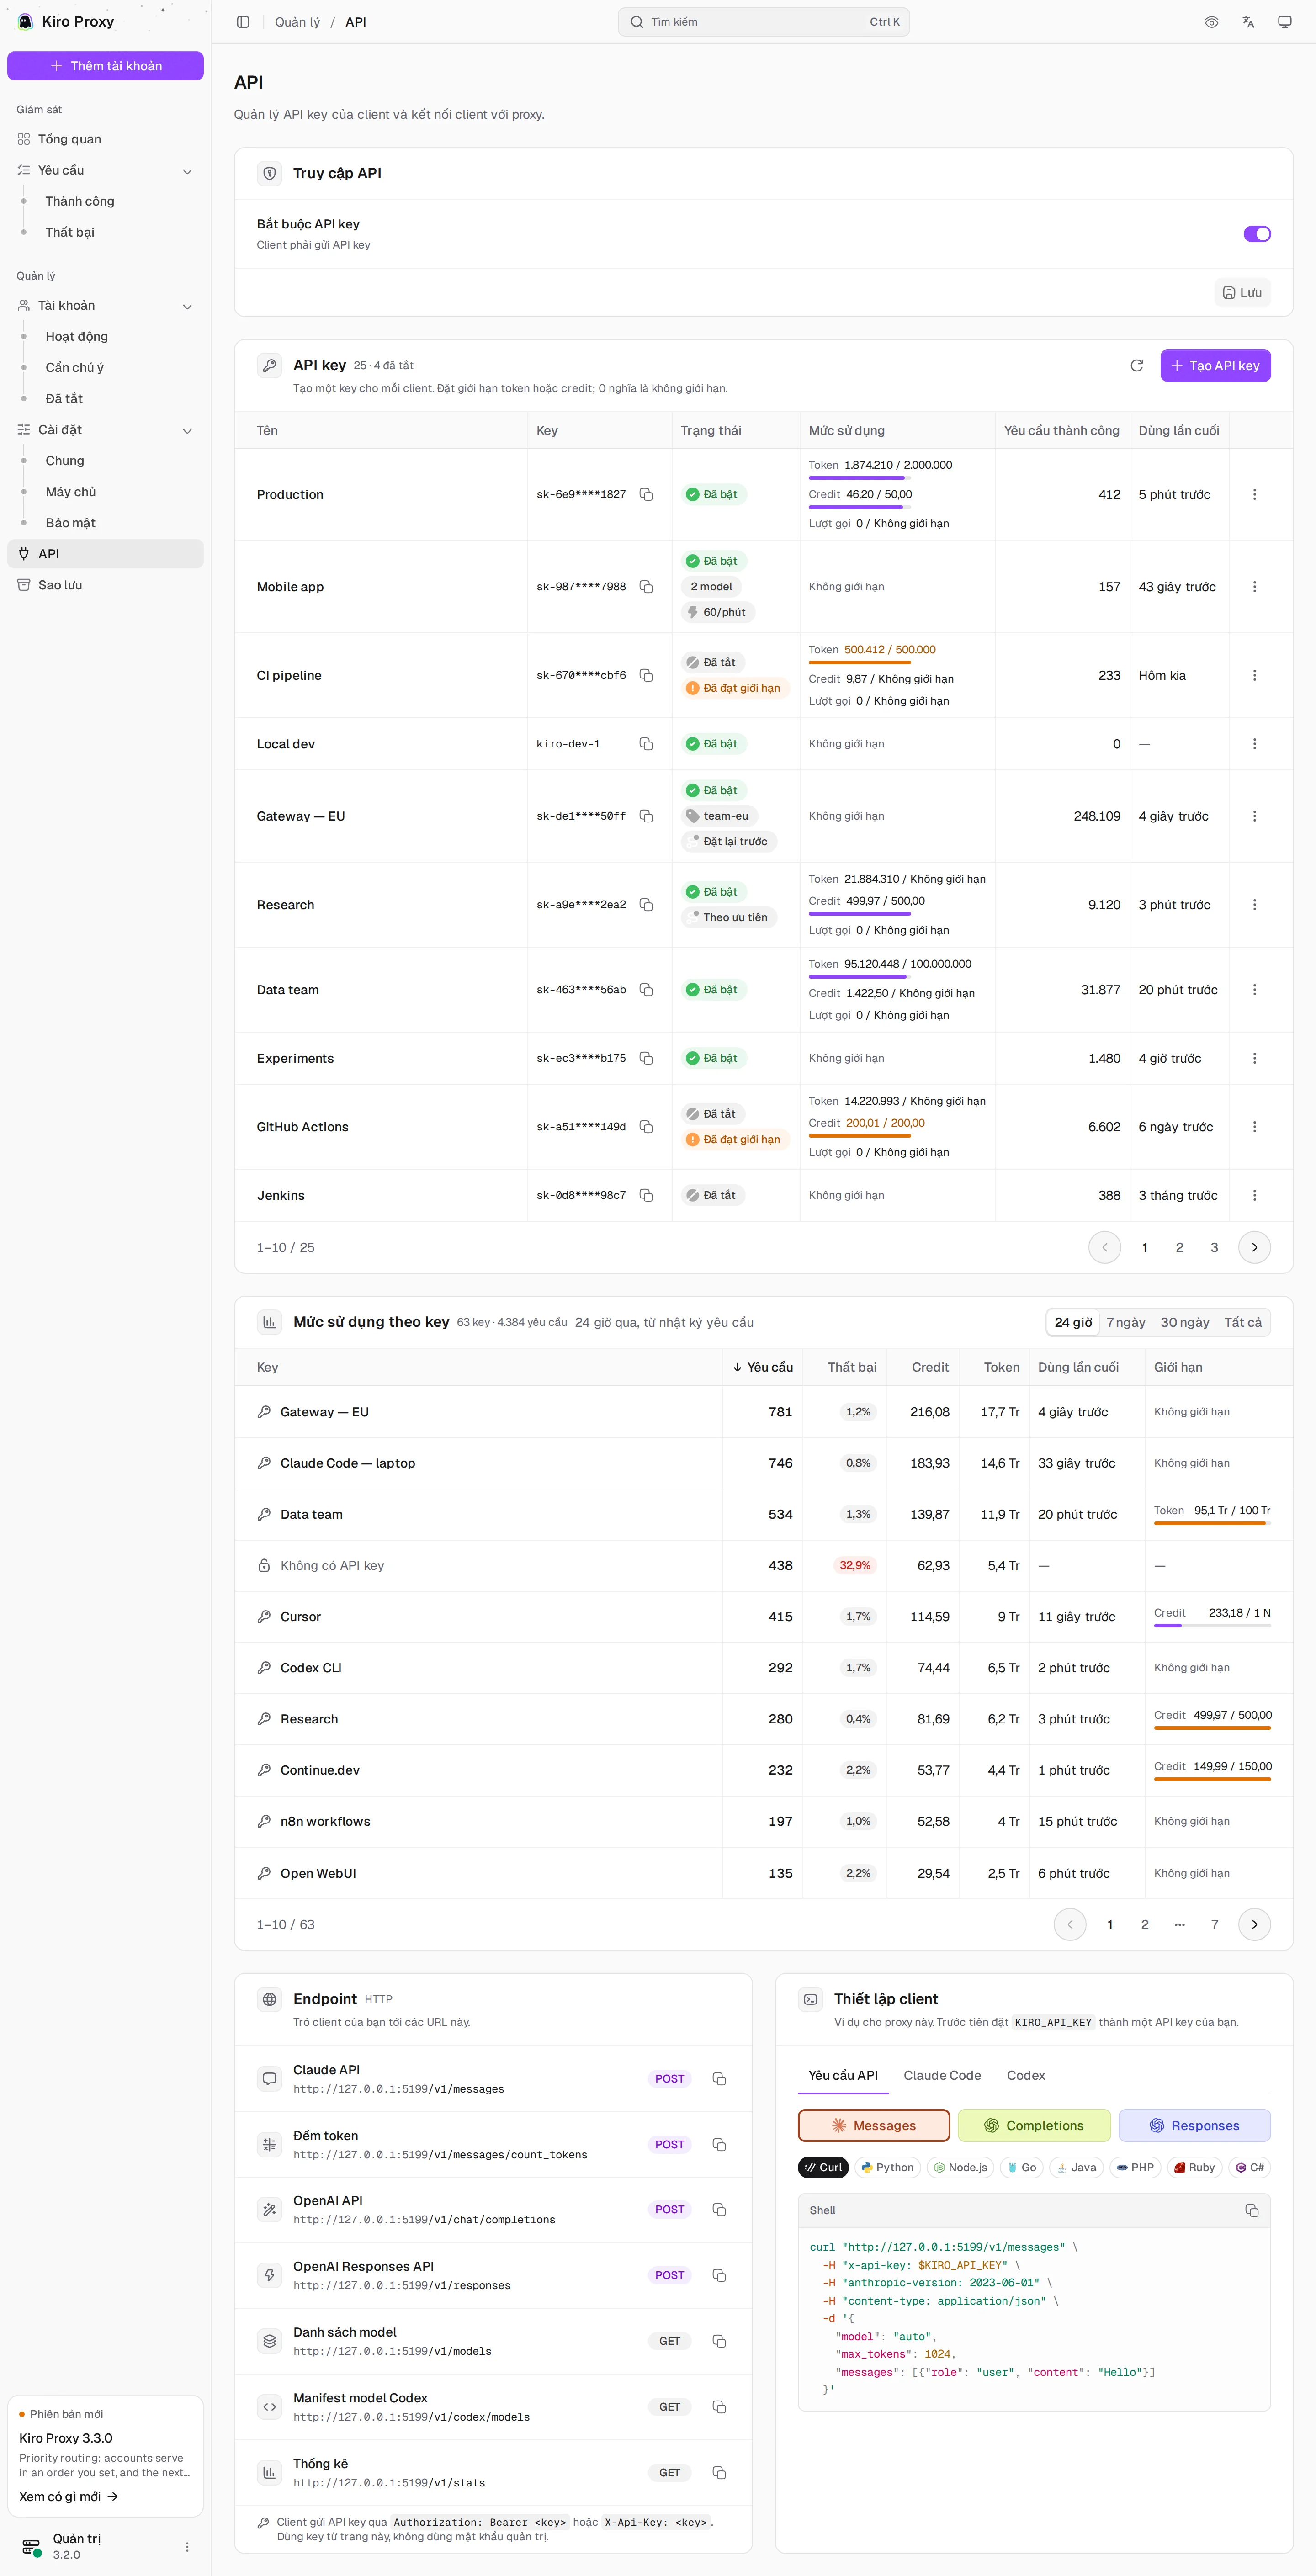 Kiro Proxy
Thêm tài khoản
Giám sát
Tổng quan
Yêu cầu
Thành công
Thất bại
Quản lý
Tài khoản
Hoạt động
Cần chú ý
Đã tắt
Cài đặt
Chung
Máy chủ
Bảo mật
API
Sao lưu
Phiên bản mới
Kiro Proxy 3.3.0
Priority routing: accounts serve
in an order you set, and the next...
Xem có gì mới →
Quản trị
3.2.0
Quản lý / API
Tìm kiếm Ctrl K
API
Quản lý API key của client và kết nối client với proxy.
Truy cập API
Bắt buộc API key
Client phải gửi API key
Lưu
API key 25 · 4 đã tắt
Tạo một key cho mỗi client. Đặt giới hạn token hoặc credit; 0 nghĩa là không giới hạn.
Tạo API key
Tên Key Trạng thái Mức sử dụng Yêu cầu thành công Dùng lần cuối
Token 1.874.210 / 2.000.000
Production sk-6e9****1827 Đã bật Credit 46,20 / 50,00 412 5 phút trước
Lượt gọi 0 / Không giới hạn
Đã bật
Mobile app sk-987****7988 2 model Không giới hạn 157 43 giây trước
60/phút
Token 500.412 / 500.000
Đã tắt
CI pipeline sk-670****cbf6 Credit 9,87 / Không giới hạn 233 Hôm kia
Đã đạt giới hạn
Lượt gọi 0 / Không giới hạn
Local dev kiro-dev-1 Đã bật Không giới hạn 0 —
Đã bật
Gateway — EU sk-de1****50ff team-eu Không giới hạn 248.109 4 giây trước
Đặt lại trước
Token 21.884.310 / Không giới hạn
Đã bật
Research sk-a9e****2ea2 Credit 499,97 / 500,00 9.120 3 phút trước
Theo ưu tiên
Lượt gọi 0 / Không giới hạn
Token 95.120.448 / 100.000.000
Data team sk-463****56ab Đã bật Credit 1.422,50 / Không giới hạn 31.877 20 phút trước
Lượt gọi 0 / Không giới hạn
Experiments sk-ec3****b175 Đã bật Không giới hạn 1.480 4 giờ trước
Token 14.220.993 / Không giới hạn
Đã tắt
GitHub Actions sk-a51****149d Credit 200,01 / 200,00 6.602 6 ngày trước
Đã đạt giới hạn
Lượt gọi 0 / Không giới hạn
Jenkins sk-0d8****98c7 Đã tắt Không giới hạn 388 3 tháng trước
1–10 / 25 1 2 3
Mức sử dụng theo key 63 key · 4.384 yêu cầu 24 giờ qua, từ nhật ký yêu cầu 24 giờ 7 ngày 30 ngày Tất cả
Key ↓ Yêu cầu Thất bại Credit Token Dùng lần cuối Giới hạn
Gateway — EU 781 1,2% 216,08 17,7 Tr 4 giây trước Không giới hạn
Claude Code — laptop 746 0,8% 183,93 14,6 Tr 33 giây trước Không giới hạn
Data team 534 1,3% 139,87 11,9 Tr 20 phút trước Token 95,1 Tr / 100 Tr
Không có API key 438 32,9% 62,93 5,4 Tr — —
Cursor 415 1,7% 114,59 9 Tr 11 giây trước Credit 233,18 / 1 N
Codex CLI 292 1,7% 74,44 6,5 Tr 2 phút trước Không giới hạn
Research 280 0,4% 81,69 6,2 Tr 3 phút trước Credit 499,97 / 500,00
Continue.dev 232 2,2% 53,77 4,4 Tr 1 phút trước Credit 149,99 / 150,00
n8n workflows 197 1,0% 52,58 4 Tr 15 phút trước Không giới hạn
Open WebUI 135 2,2% 29,54 2,5 Tr 6 phút trước Không giới hạn
1–10 / 63 1 2 ··· 7
Endpoint HTTP
Trỏ client của bạn tới các URL này.
Claude API
http://127.0.0.1:5199/v1/messages
POST
Đếm token
http://127.0.0.1:5199/v1/messages/count_tokens
POST
OpenAI API
http://127.0.0.1:5199/v1/chat/completions
POST
OpenAI Responses API
http://127.0.0.1:5199/v1/responses
POST
Danh sách model
http://127.0.0.1:5199/v1/models
GET
Manifest model Codex
http://127.0.0.1:5199/v1/codex/models
GET
Thống kê
http://127.0.0.1:5199/v1/stats
GET
Client gửi API key qua Authorization: Bearer <key> hoặc X-Api-Key: <key>.
Dùng key từ trang này, không dùng mật khẩu quản trị.
Thiết lập client
Ví dụ cho proxy này. Trước tiên đặt KIRO_API_KEY thành một API key của bạn.
Yêu cầu API Claude Code Codex
Messages Completions Responses
Curl Python Node.js Go Java PHP Ruby C#
Shell
curl "http://127.0.0.1:5199/v1/messages" \
-H "x-api-key: $KIRO_API_KEY" \
-H "anthropic-version: 2023-06-01" \
-H "content-type: application/json" \
-d '{
"model": "auto",
"max_tokens": 1024,
"messages": [{"role": "user", "content": "Hello"}]
}'